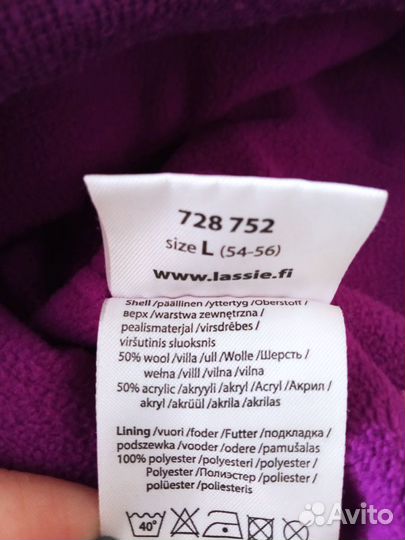 728 752
size L (54-56)
www.lassie.fi
Shell /päällinen /yttertyg /Oberstoff /
верх /warstwa zewnętrzna /
pealismaterjal /virsdrēbes /
viršutinis sluoksnis
50% wool /villa /ull /Wolle /Шерсть /
wełna /vill /vilna /vilna
50% acrylic /akryyli /akryl /Acryl /Акрил /
akryl /akrüül /akrila /akrilas
Lining /vuori /foder /Futter /подкладка /
podszewka /vooder /odere /pamušalas /
100% polyester /polyesteri /polyester /
Polyester /Полиэстер /poliester /
polüester /poliesteris
40°
Avito